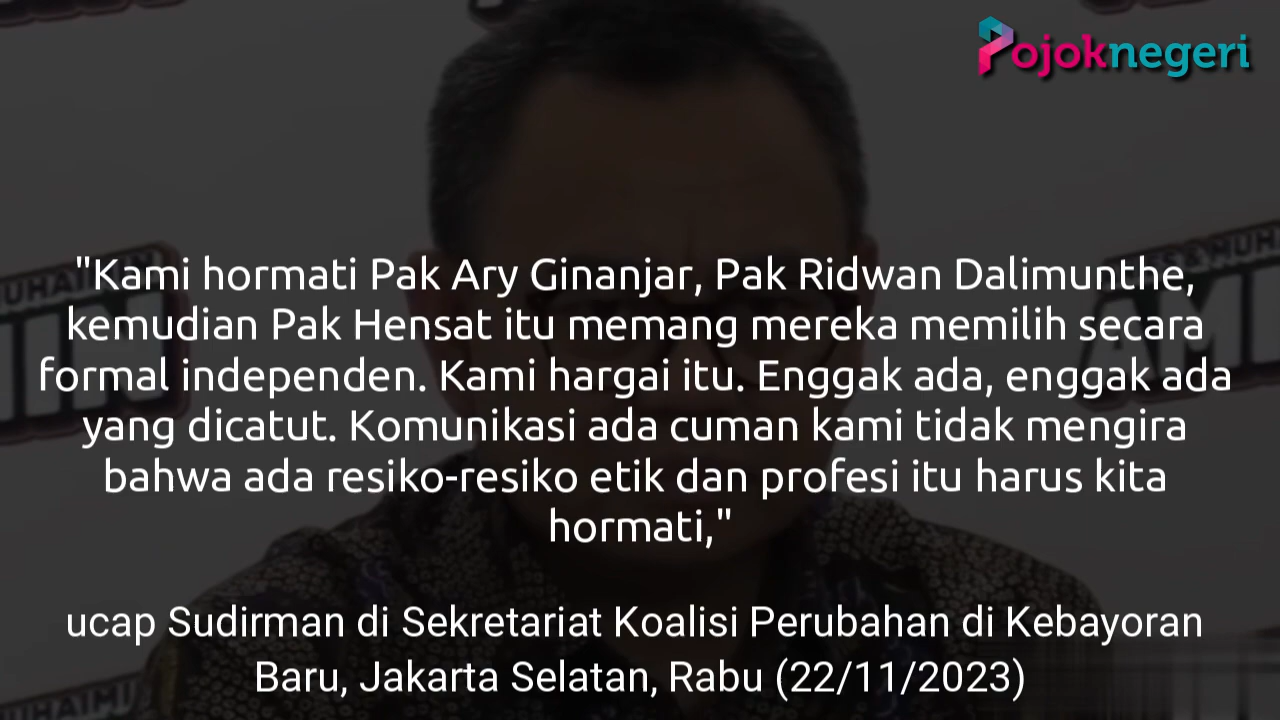 Pojoknegeri
"Kami hormati Pak Ary Ginanjar, Pak Ridwan Dalimunthe,
kemudian Pak Hensat itu memang mereka memilih secara
formal independen. Kami hargai itu. Enggak ada, enggak ada
yang dicatut. Komunikasi ada cuman kami tidak mengira
bahwa ada resiko-resiko etik dan profesi itu harus kita
hormati,"
ucap Sudirman di Sekretariat Koalisi Perubahan di Kebayoran
Baru, Jakarta Selatan, Rabu (22/11/2023)